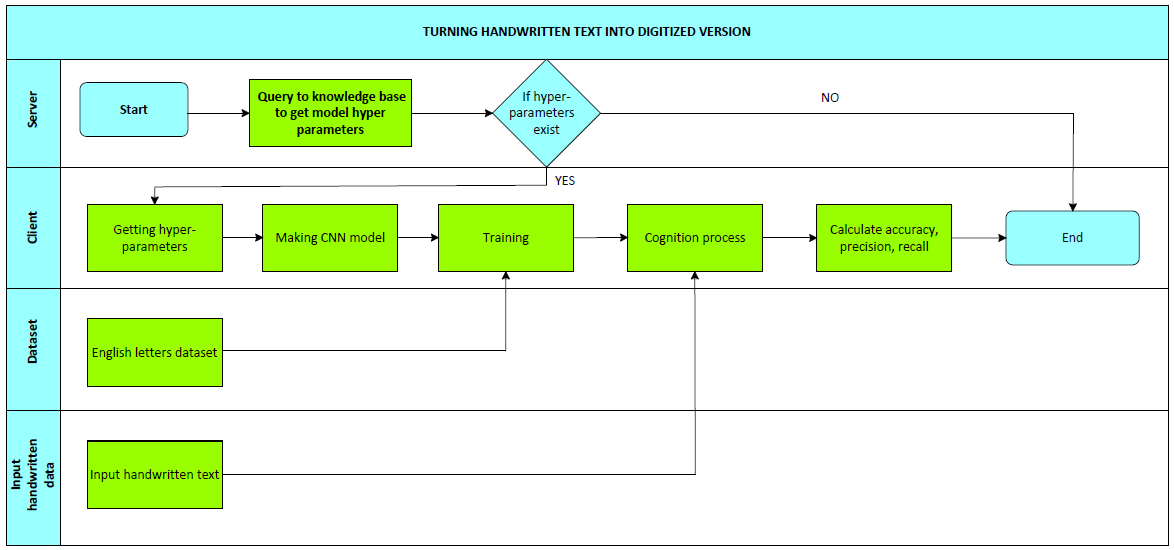 TURNING HANDWRITTEN TEXT INTO DIGITIZED VERSION
Server
Start
Query to knowledge base
to get model hyper
parameters
If hyper-
parameters
exist
NO
YES
Client
Getting hyper-
parameters
Making CNN model
Training
Cognition process
Calculate accuracy,
precision, recall
End
Dataset
English letters dataset
Input
handwritten
data
Input handwritten text